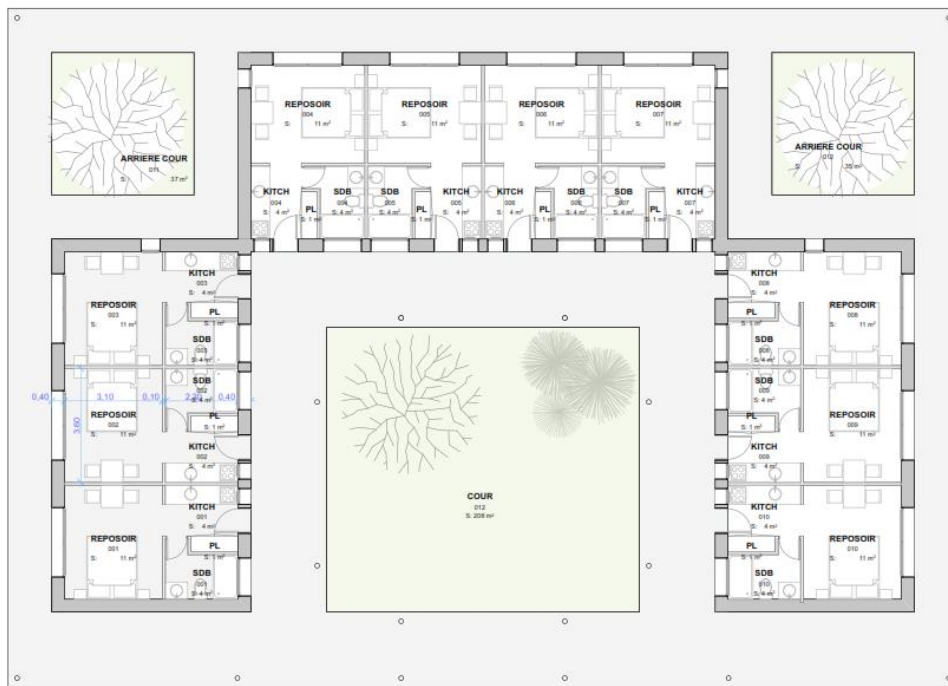 REPOSOIR
004
S: 11 m²
REPOSOIR
005
S: 11 m²
REPOSOIR
006
S: 11 m²
REPOSOIR
007
S: 11 m²
ARRIERE COUR
011
S: 37 m²
ARRIERE COUR
012
S: 35 m²
KITCH
004
S: 4 m²
PL
S: 1 m²
SDB
004
S: 4 m²
SDB
005
S: 4 m²
PL
S: 1 m²
KITCH
005
S: 4 m²
KITCH
006
S: 4 m²
PL
S: 1 m²
SDB
006
S: 4 m²
SDB
007
S: 4 m²
PL
S: 1 m²
KITCH
007
S: 4 m²
KITCH
003
S: 4 m²
REPOSOIR
003
S: 11 m²
PL
S: 1 m²
SDB
003
S: 4 m²
KITCH
008
S: 4 m²
PL
S: 1 m²
REPOSOIR
008
S: 11 m²
SDB
008
S: 4 m²
SDB
002
S: 4 m²
0,40
3,10
0,10
0,40
3,60
REPOSOIR
002
S: 11 m²
PL
S: 1 m²
KITCH
002
S: 4 m²
SDB
009
S: 4 m²
REPOSOIR
009
S: 11 m²
PL
S: 1 m²
KITCH
009
S: 4 m²
COUR
012
S: 208 m²
KITCH
001
S: 4 m²
REPOSOIR
001
S: 11 m²
PL
S: 1 m²
SDB
001
S: 4 m²
KITCH
010
S: 4 m²
PL
S: 1 m²
REPOSOIR
010
S: 11 m²
SDB
010
S: 4 m²